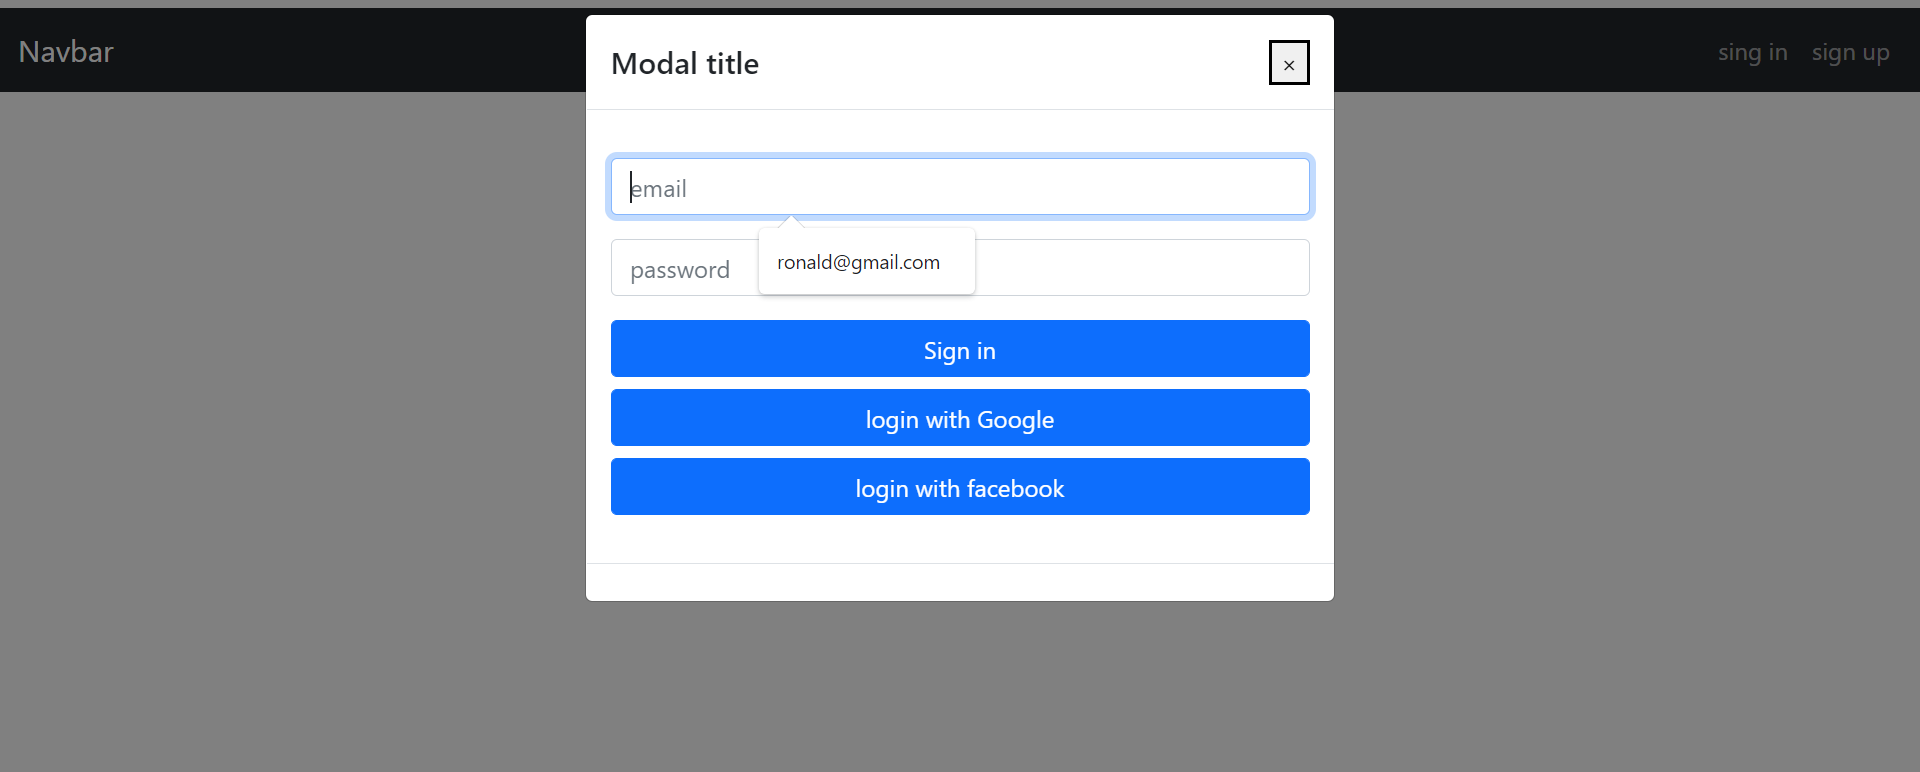 Navbar
sing in
sign up
Modal title
×
email
ronald@gmail.com
password
Sign in
login with Google
login with facebook